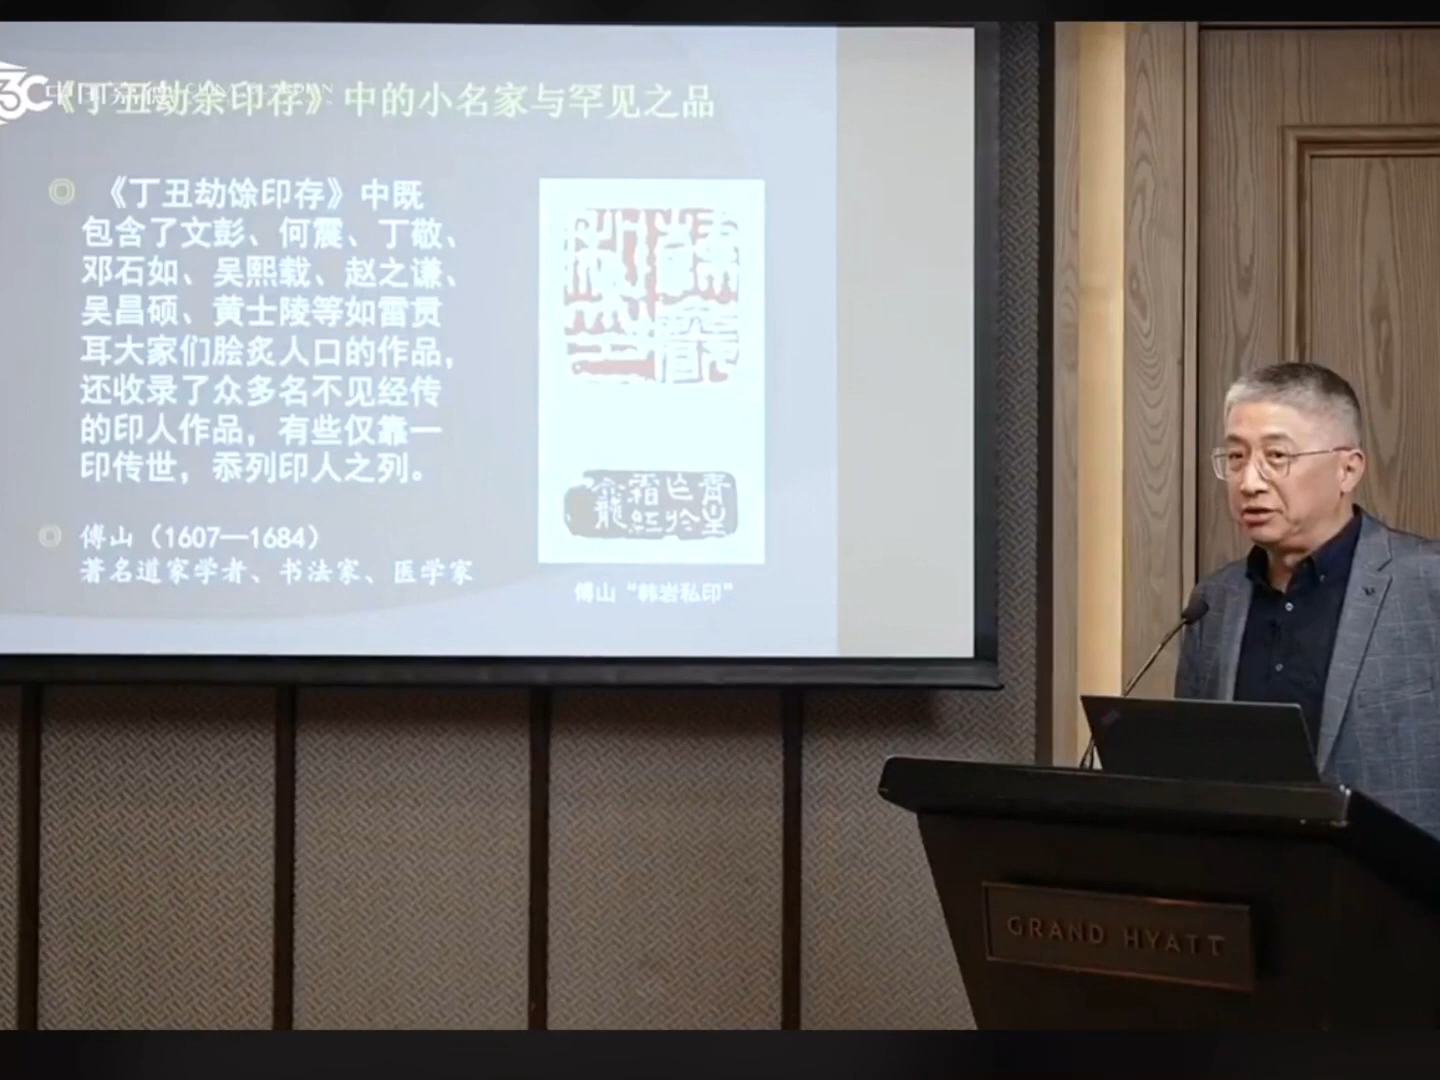 《丁丑劫余印存》中的小名家与罕见之品
《丁丑劫馀印存》中既
包含了文彭、何震、丁敬、
邓石如、吴熙载、赵之谦、
吴昌硕、黄士陵等如雷贯
耳大家们脍炙人口的作品，
还收录了众多名不见经传
的印人作品，有些仅靠一
印传世，忝列印人之列。
傅山（1607—1684）
著名道家学者、书法家、医学家
傅山“韩岩私印”
GRAND HYATT